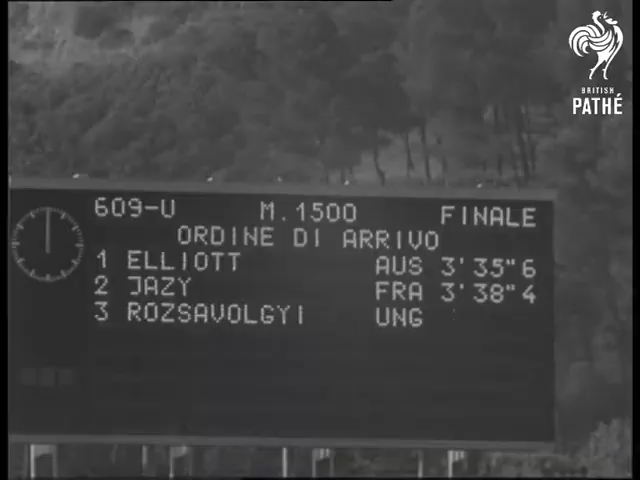 BRITISH
PATHÉ
609-U M.1500 FINALE
ORDINE DI ARRIVO
1 ELLIOTT AUS 3'35"6
2 JAZY FRA 3'38"4
3 ROZSAVOLGYI UNG